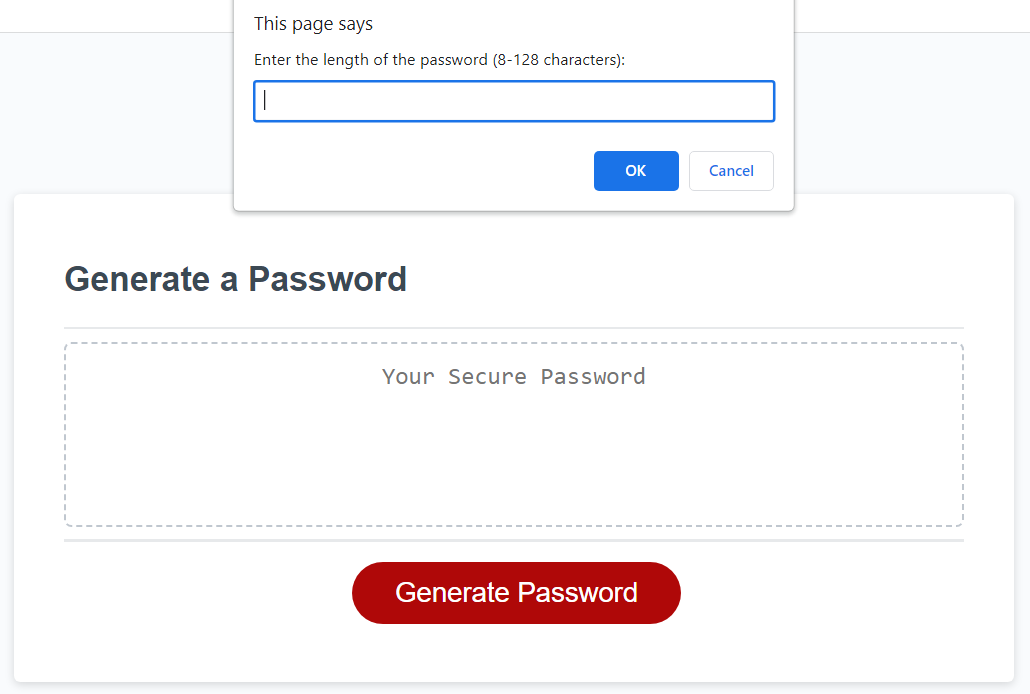 This page says
Enter the length of the password (8-128 characters):
OK Cancel
Generate a Password
Your Secure Password
Generate Password